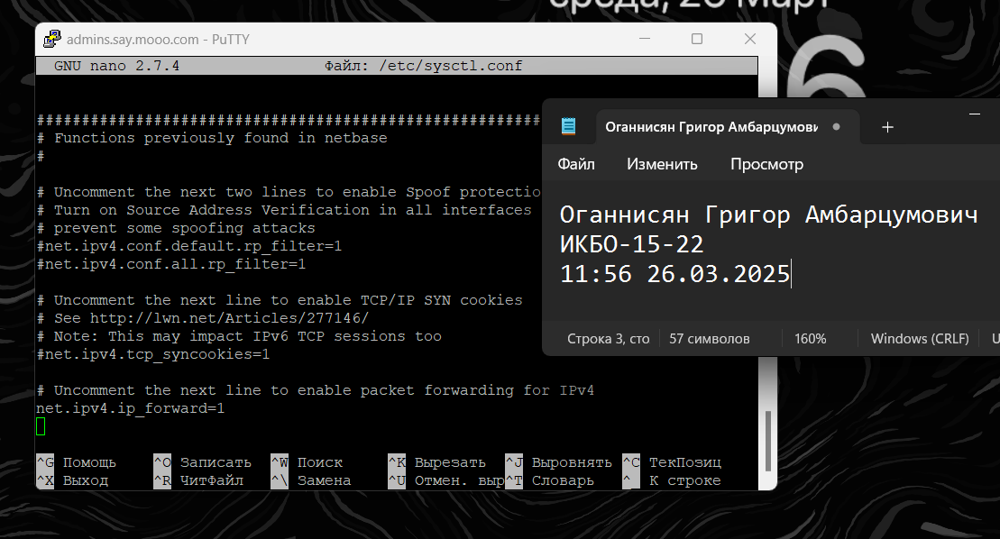 среда, 26 март
6
admins.say.mooo.com - PuTTY
GNU nano 2.7.4 Файл: /etc/sysctl.conf
########################################################
# Functions previously found in netbase
#
# Uncomment the next two lines to enable Spoof protectio
# Turn on Source Address Verification in all interfaces
# prevent some spoofing attacks
#net.ipv4.conf.default.rp_filter=1
#net.ipv4.conf.all.rp_filter=1
# Uncomment the next line to enable TCP/IP SYN cookies
# See http://lwn.net/Articles/277146/
# Note: This may impact IPv6 TCP sessions too
#net.ipv4.tcp_syncookies=1
# Uncomment the next line to enable packet forwarding for IPv4
net.ipv4.ip_forward=1
^G Помощь ^O Записать ^W Поиск ^K Вырезать ^J Выровнять ^C ТекПозиц
^X Выход ^R ЧитФайл ^\ Замена ^U Отмен. выр^T Словарь ^_ К строке
Оганнисян Григор Амбарцумови
Файл Изменить Просмотр
Оганнисян Григор Амбарцумович
ИКБО-15-22
11:56 26.03.2025
Строка 3, сто 57 символов 160% Windows (CRLF) U